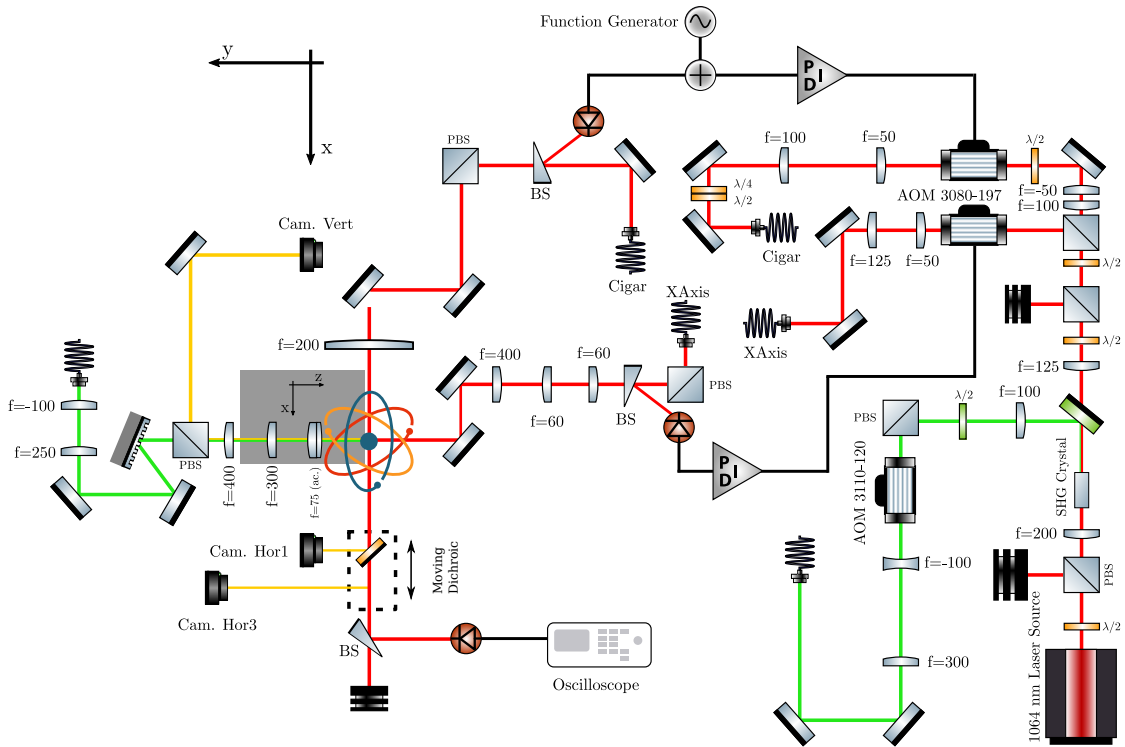 Function Generator
y
x
PBS
BS
P
I
D
f=100
f=50
λ/2
AOM 3080-197
f=-50
f=100
λ/4
λ/2
Cigar
f=125
f=50
λ/2
Cam. Vert
Cigar
XAxis
XAxis
λ/2
f=200
f=400
f=60
f=60
BS
PBS
f=125
z
x
f=-100
f=250
PBS
f=400
f=300
f=75 (ac.)
PBS
λ/2
f=100
P
I
D
AOM 3110-120
SHG Crystal
f=200
Cam. Hor1
Moving
Dichroic
Cam. Hor3
f=-100
PBS
λ/2
BS
Oscilloscope
f=300
1064 nm Laser Source